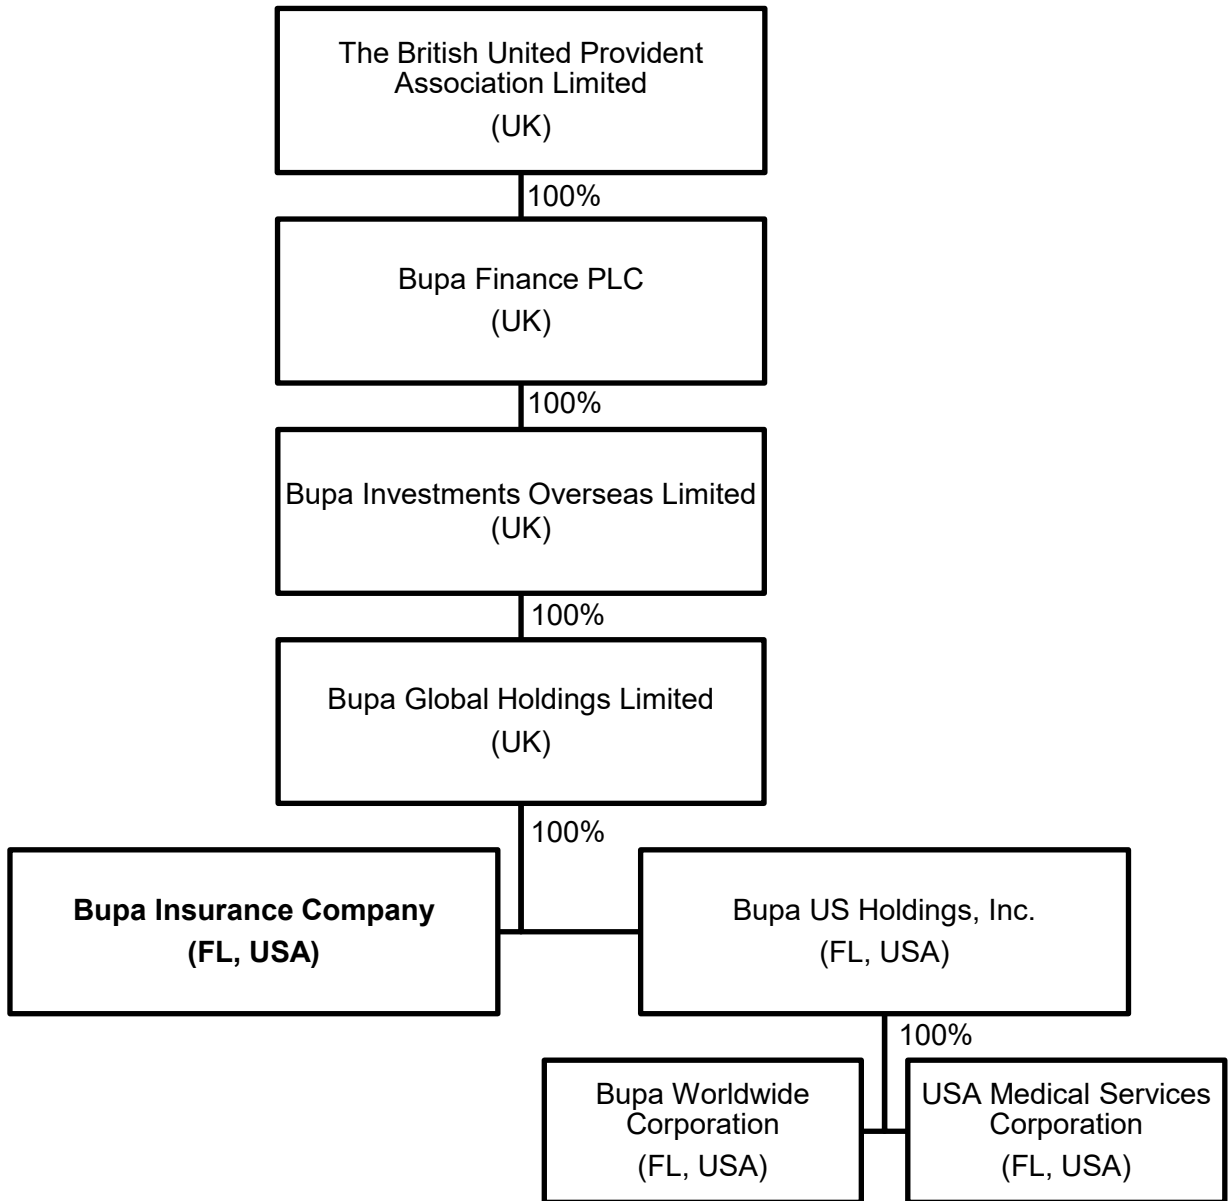 The British United Provident
Association Limited
(UK)
100%
Bupa Finance PLC
(UK)
100%
Bupa Investments Overseas Limited
(UK)
100%
Bupa Global Holdings Limited
(UK)
100%
Bupa Insurance Company
(FL, USA)
Bupa US Holdings, Inc.
(FL, USA)
100%
Bupa Worldwide
Corporation
(FL, USA)
USA Medical Services
Corporation
(FL, USA)